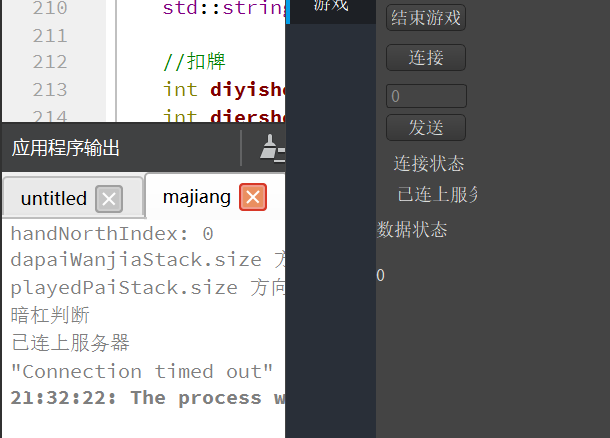 210
std::string
211
212
//扣牌
213
int diyisho
214
int diersho
应用程序输出
untitled
majiang
handNorthIndex: 0
dapaiWanjiaStack.size 方
playedPaiStack.size 方向
暗杠判断
已连上服务器
"Connection timed out"
21:32:22: The process w
游戏
结束游戏
连接
0
发送
连接状态
已连上服务
数据状态
0